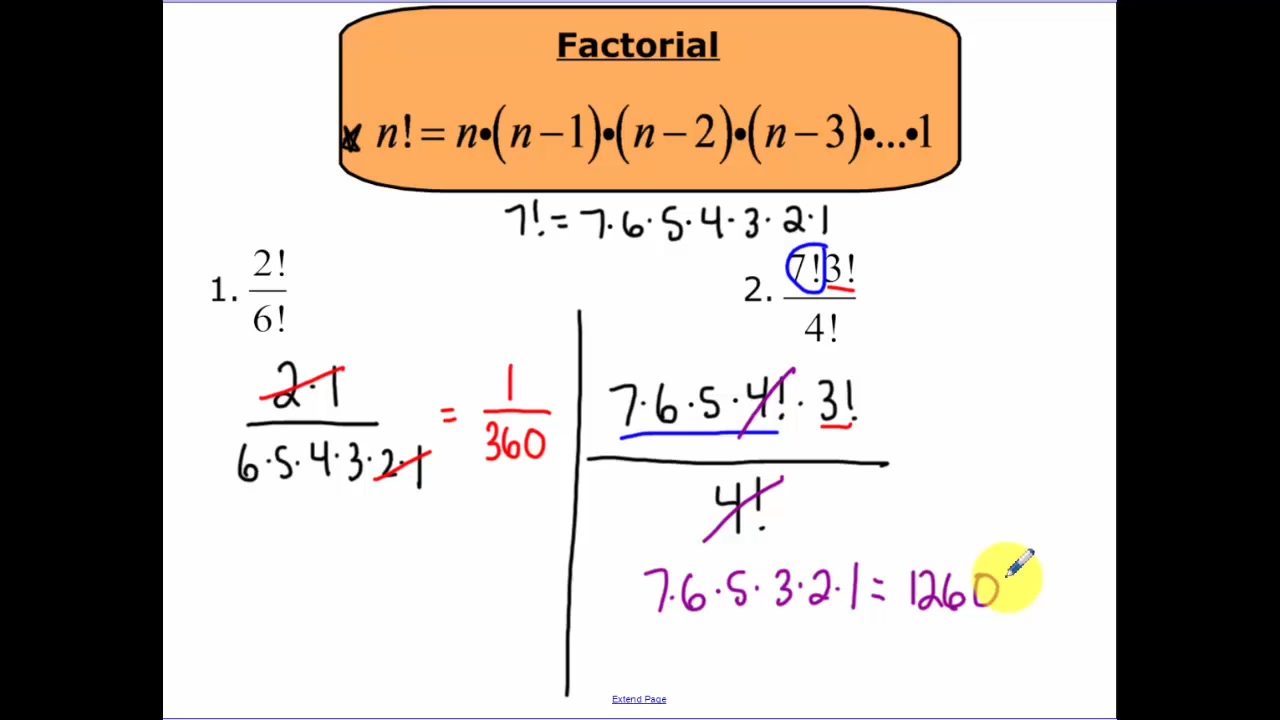 Factorial
* n! = n•(n−1)•(n−2)•(n−3)•...•1
7! = 7·6·5·4·3·2·1
1. 2!/6!
2·1/6·5·4·3·2·1 = 1/360
2. 7!3!/4!
7·6·5·4!·3!/4!
7·6·5·3·2·1 = 1260
Extend Page